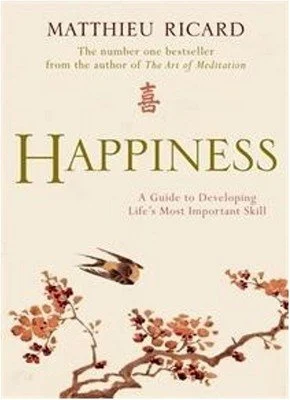 MATTHIEU RICARD
The number one bestseller
from the author of The Art of Meditation
喜
HAPPINESS
A Guide to Developing
Life's Most Important Skill